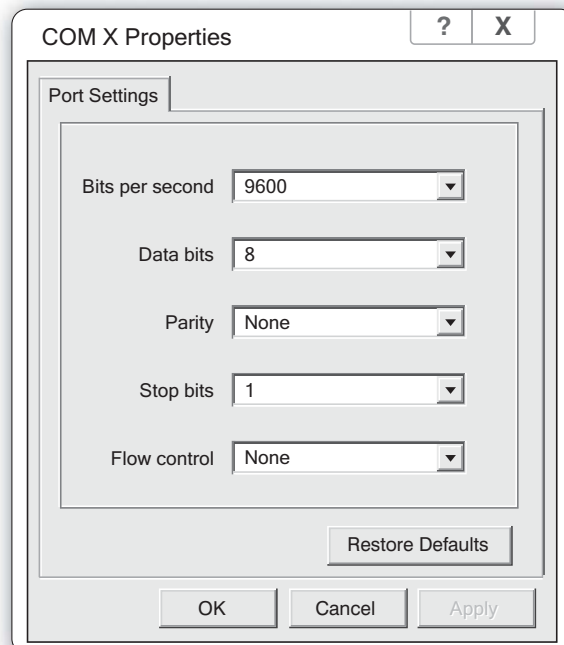 COM X Properties ? X
Port Settings
Bits per second 9600
Data bits 8
Parity None
Stop bits 1
Flow control None
Restore Defaults
OK Cancel Apply